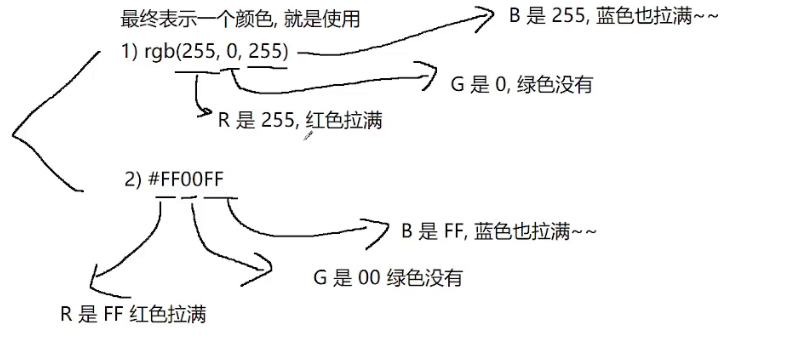 最终表示一个颜色, 就是使用
1) rgb(255, 0, 255)
B 是 255, 蓝色也拉满~~
G 是 0, 绿色没有
R 是 255, 红色拉满
2) #FF00FF
B 是 FF, 蓝色也拉满~~
G 是 00 绿色没有
R 是 FF 红色拉满